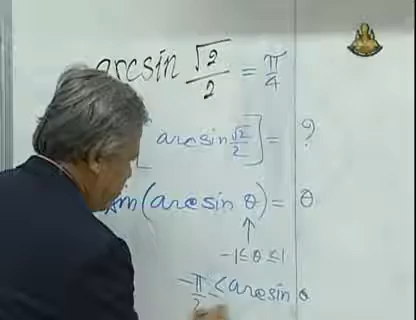 arcsin √2/2 = π/4
[arcsin √2/2] = ?
(arcsin θ) = θ
-1 ≤ θ ≤ 1
-π/2 ≤ arcsin θ